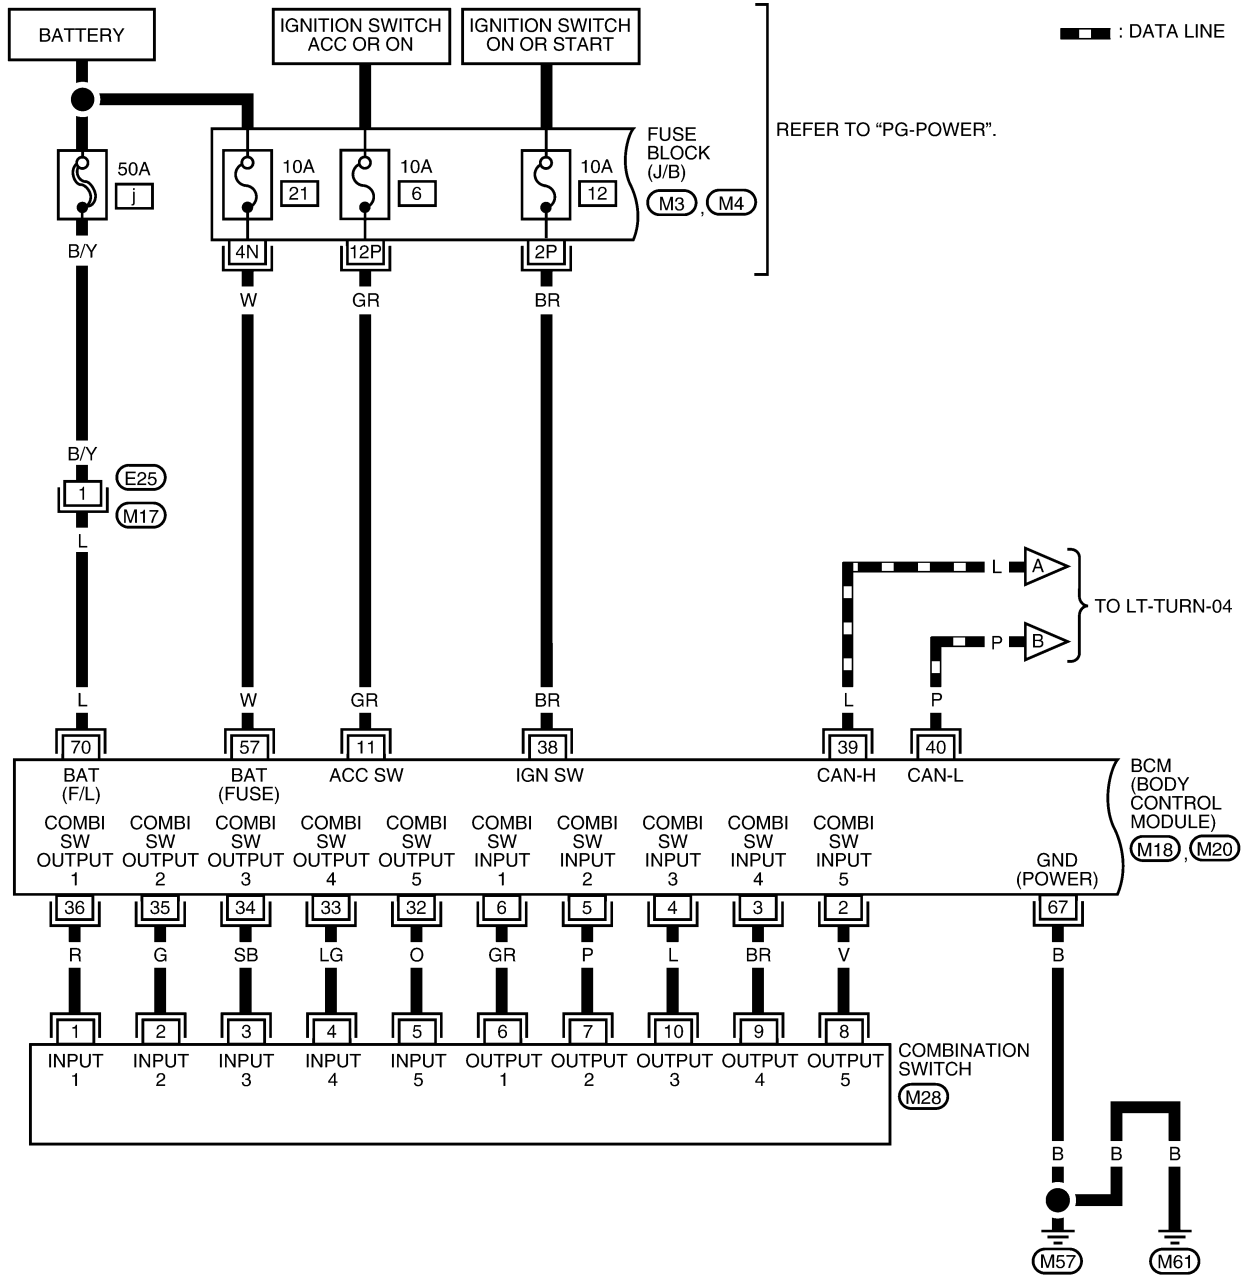 BATTERY
IGNITION SWITCH
ACC OR ON
IGNITION SWITCH
ON OR START
: DATA LINE
REFER TO “PG-POWER”.
50A
j
10A
21
10A
6
10A
12
FUSE
BLOCK
(J/B)
M3 , M4
B/Y
4N
12P
2P
W
GR
BR
B/Y
1
E25
M17
L
L
A
P
B
TO LT-TURN-04
L
W
GR
BR
L
P
70
57
11
38
39
40
BAT
(F/L)
BAT
(FUSE)
ACC SW
IGN SW
CAN-H
CAN-L
BCM
(BODY
CONTROL
MODULE)
M18 , M20
COMBI
SW
OUTPUT
1
COMBI
SW
OUTPUT
2
COMBI
SW
OUTPUT
3
COMBI
SW
OUTPUT
4
COMBI
SW
OUTPUT
5
COMBI
SW
INPUT
1
COMBI
SW
INPUT
2
COMBI
SW
INPUT
3
COMBI
SW
INPUT
4
COMBI
SW
INPUT
5
GND
(POWER)
36
35
34
33
32
6
5
4
3
2
67
R
G
SB
LG
O
GR
P
L
BR
V
B
1
2
3
4
5
6
7
10
9
8
INPUT
1
INPUT
2
INPUT
3
INPUT
4
INPUT
5
OUTPUT
1
OUTPUT
2
OUTPUT
3
OUTPUT
4
OUTPUT
5
COMBINATION
SWITCH
M28
B
B
B
M57
M61